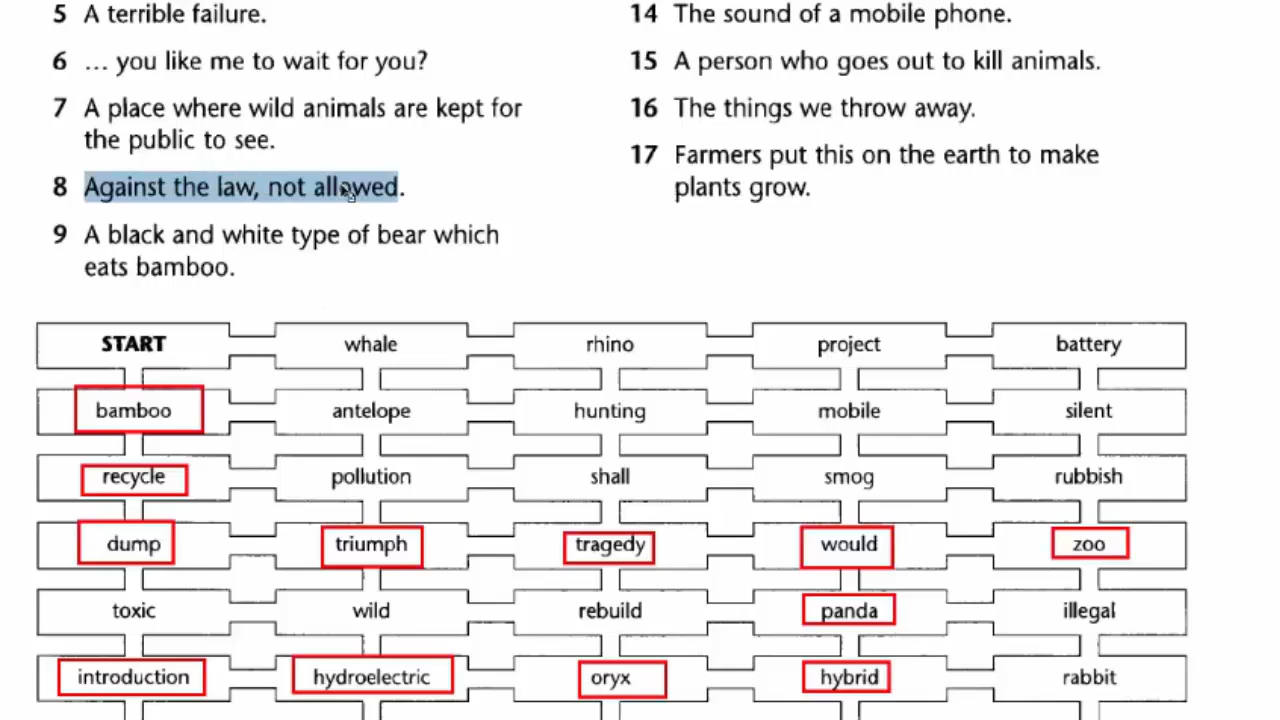 5 A terrible failure.
6 ... you like me to wait for you?
7 A place where wild animals are kept for
the public to see.
8 Against the law, not allowed.
9 A black and white type of bear which
eats bamboo.
14 The sound of a mobile phone.
15 A person who goes out to kill animals.
16 The things we throw away.
17 Farmers put this on the earth to make
plants grow.
START whale rhino project battery
bamboo antelope hunting mobile silent
recycle pollution shall smog rubbish
dump triumph tragedy would zoo
toxic wild rebuild panda illegal
introduction hydroelectric oryx hybrid rabbit